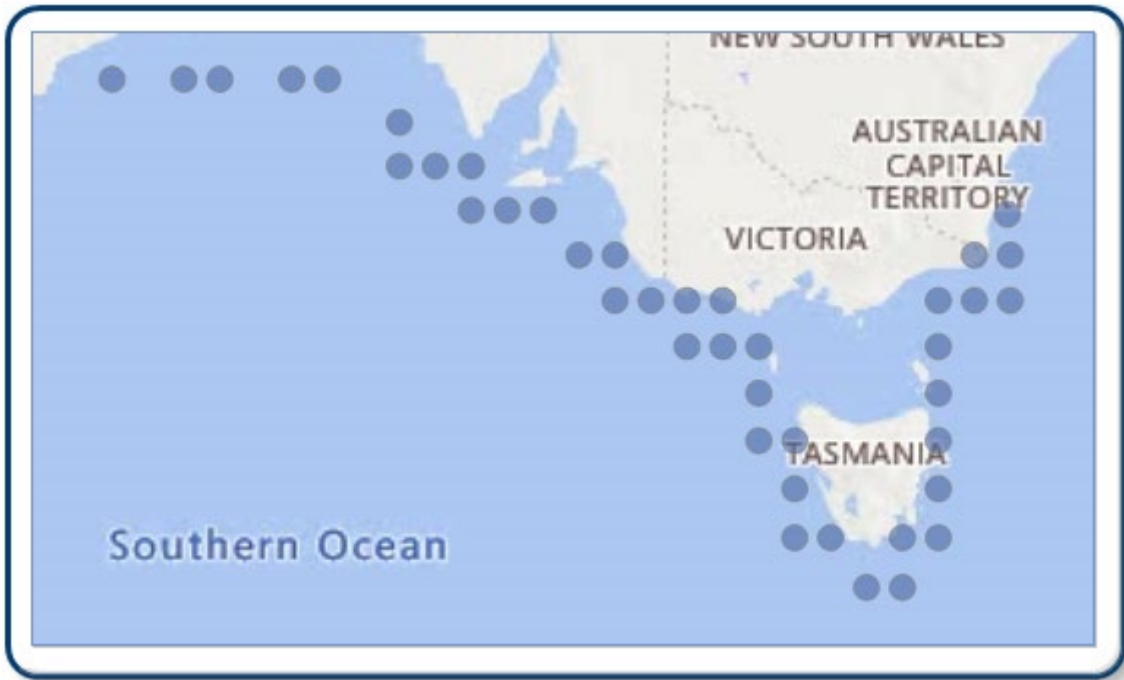 NEW SOUTH WALES
AUSTRALIAN
CAPITAL
TERRITORY
VICTORIA
TASMANIA
Southern Ocean